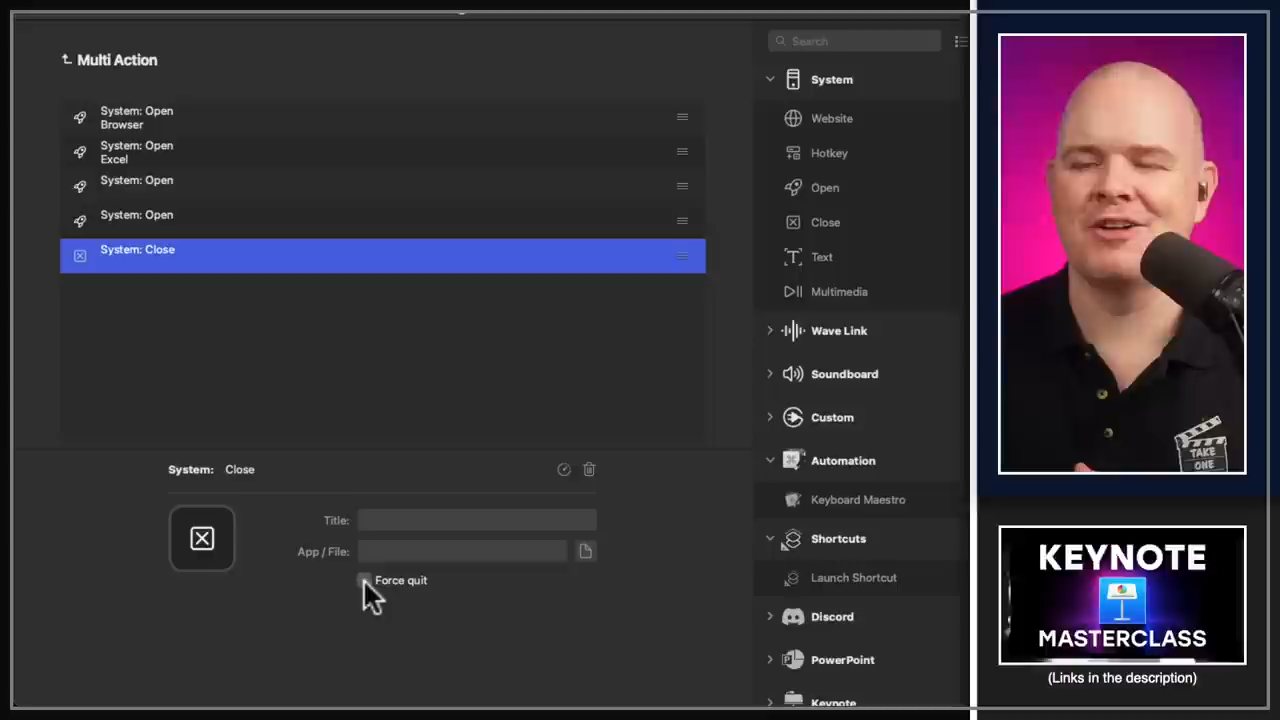 Multi Action
System: Open
Browser
System: Open
Excel
System: Open
System: Open
System: Close
System: Close
Title:
App / File:
Force quit
Search
System
Website
Hotkey
Open
Close
Text
Multimedia
Wave Link
Soundboard
Custom
Automation
Keyboard Maestro
Shortcuts
Launch Shortcut
Discord
PowerPoint
Keynote
TAKE
ONE
KEYNOTE
MASTERCLASS
(Links in the description)